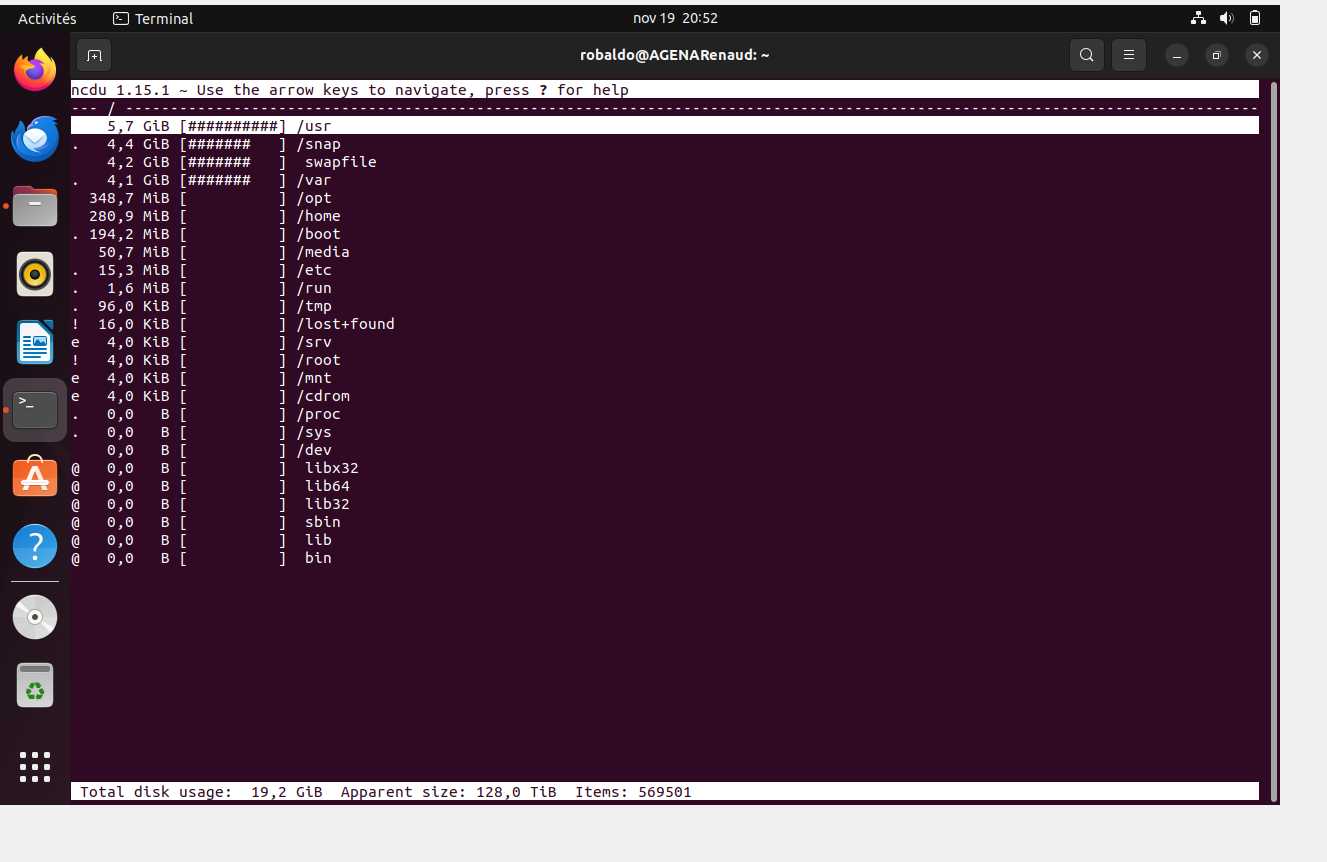 Activités Terminal nov 19 20:52
robaldo@AGENARenaud: ~
ncdu 1.15.1 ~ Use the arrow keys to navigate, press ? for help
--- / ------------------------------------------------------------------------------------------------------------------------------
    5,7 GiB [##########] /usr
.   4,4 GiB [#######   ] /snap
    4,2 GiB [#######   ]  swapfile
.   4,1 GiB [#######   ] /var
  348,7 MiB [          ] /opt
  280,9 MiB [          ] /home
. 194,2 MiB [          ] /boot
   50,7 MiB [          ] /media
.  15,3 MiB [          ] /etc
.   1,6 MiB [          ] /run
.  96,0 KiB [          ] /tmp
!  16,0 KiB [          ] /lost+found
e   4,0 KiB [          ] /srv
!   4,0 KiB [          ] /root
e   4,0 KiB [          ] /mnt
e   4,0 KiB [          ] /cdrom
.   0,0   B [          ] /proc
.   0,0   B [          ] /sys
    0,0   B [          ] /dev
@   0,0   B [          ]  libx32
@   0,0   B [          ]  lib64
@   0,0   B [          ]  lib32
@   0,0   B [          ]  sbin
@   0,0   B [          ]  lib
@   0,0   B [          ]  bin
Total disk usage:  19,2 GiB  Apparent size: 128,0 TiB  Items: 569501